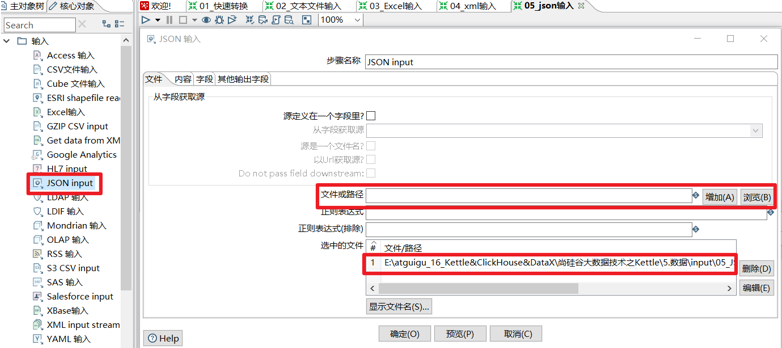 主对象树 核心对象
欢迎! 01_快速转换 02_文本文件输入 03_Excel输入 04_xml输入 05_json输入
Search
100%
输入
Access 输入
CSV文件输入
Cube 文件输入
ESRI shapefile rea
Excel输入
GZIP CSV input
Get data from XM
Google Analytics
HL7 input
JSON input
LDAP 输入
LDIF 输入
Mondrian 输入
OLAP 输入
RSS 输入
S3 CSV input
SAS 输入
Salesforce input
XBase输入
XML input stream
YAML 输入
JSON 输入
步骤名称 JSON input
文件 内容 字段 其他输出字段
从字段获取源
源定义在一个字段里?
从字段获取源
源是一个文件名?
以Url获取源?
Do not pass field downstream:
文件或路径 增加(A) 浏览(B)
正则表达式
正则表达式(排除)
选中的文件 # 文件/路径
1 E:\atguigu_16_Kettle&ClickHouse&DataX\尚硅谷大数据技术之Kettle\5.数据\input\05_J
删除(D)
编辑(E)
显示文件名(S)...
Help 确定(O) 预览(P) 取消(C)